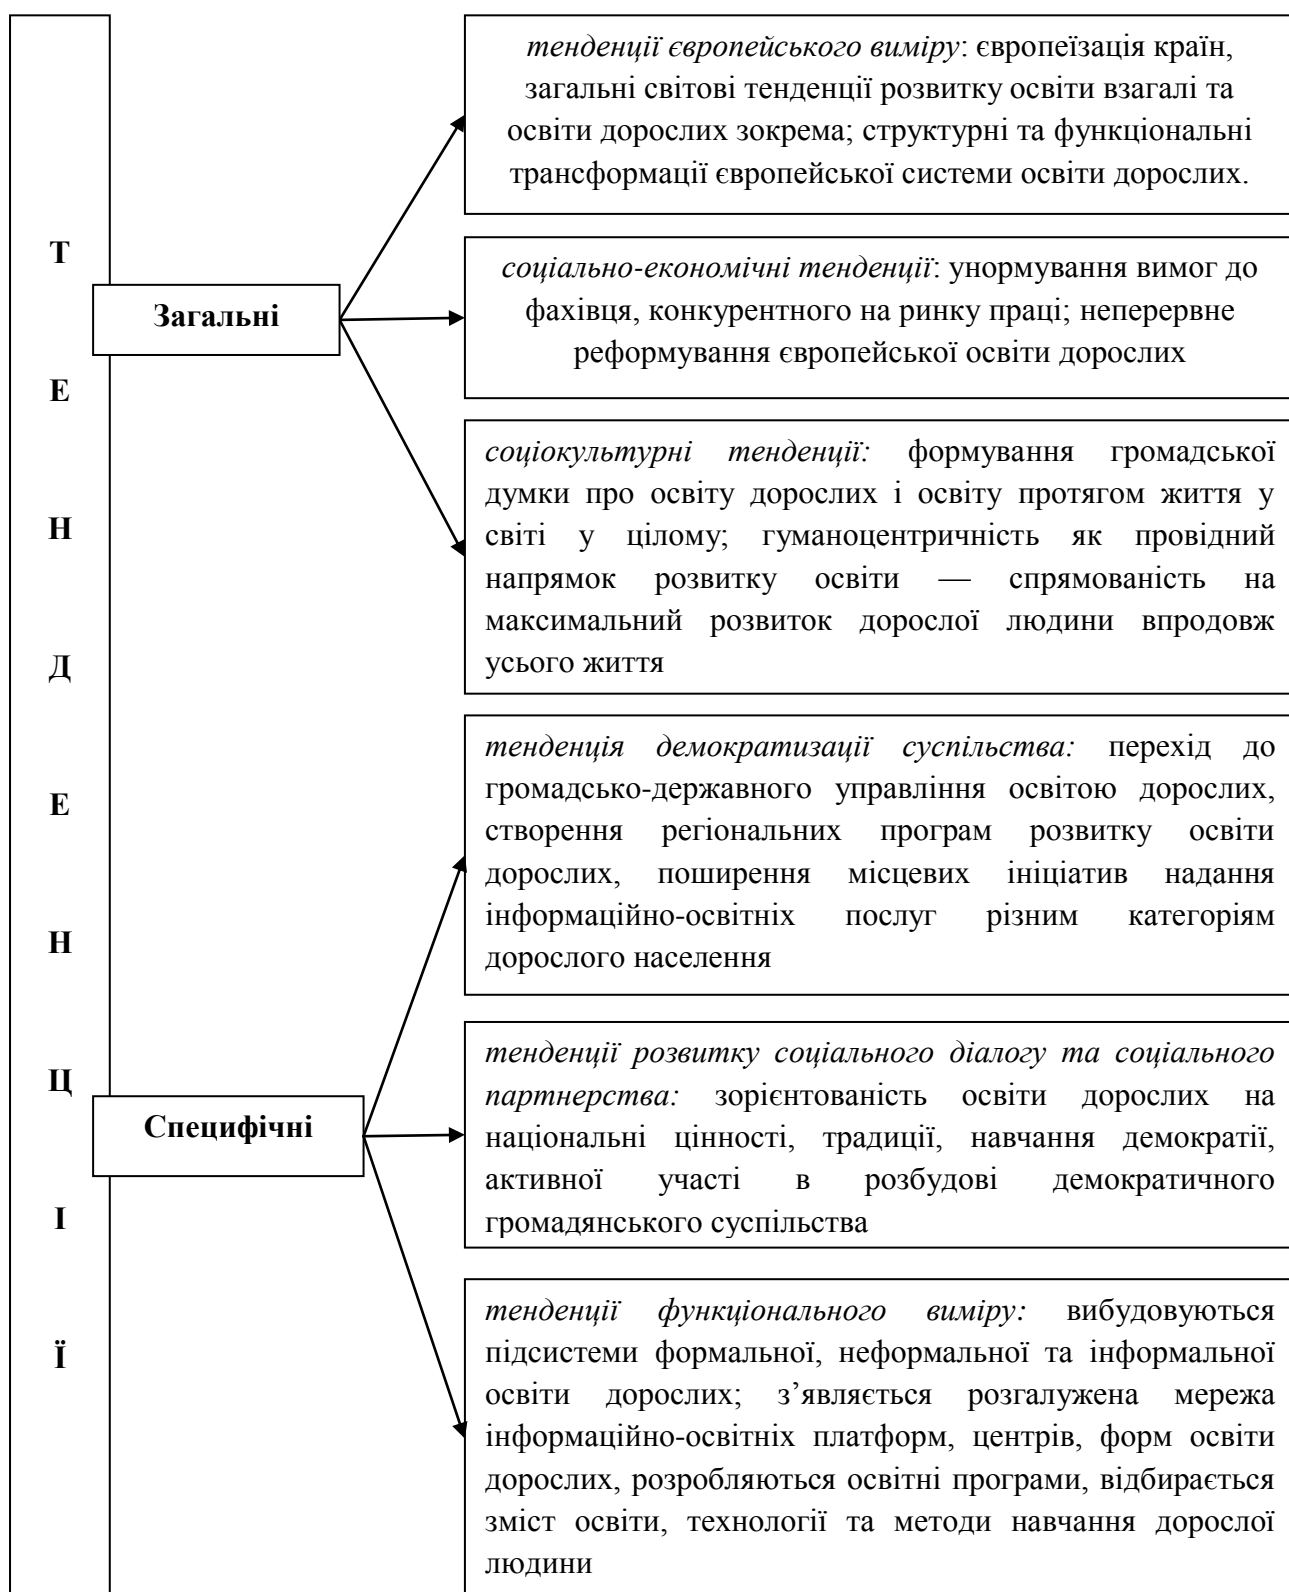 Т
Е
Н
Д
Е
Н
Ц
І
Ї
Загальні
тенденції європейського виміру: європеїзація країн,
загальні світові тенденції розвитку освіти взагалі та
освіти дорослих зокрема; структурні та функціональні
трансформації європейської системи освіти дорослих.
соціально-економічні тенденції: унормування вимог до
фахівця, конкурентного на ринку праці; неперервне
реформування європейської освіти дорослих
соціокультурні тенденції: формування громадської
думки про освіту дорослих і освіту протягом життя у
світі у цілому; гуманоцентричність як провідний
напрямок розвитку освіти — спрямованість на
максимальний розвиток дорослої людини впродовж
усього життя
Специфічні
тенденція демократизації суспільства: перехід до
громадсько-державного управління освітою дорослих,
створення регіональних програм розвитку освіти
дорослих, поширення місцевих ініціатив надання
інформаційно-освітніх послуг різним категоріям
дорослого населення
тенденції розвитку соціального діалогу та соціального
партнерства: зорієнтованість освіти дорослих на
національні цінності, традиції, навчання демократії,
активної участі в розбудові демократичного
громадянського суспільства
тенденції функціонального виміру: вибудовуються
підсистеми формальної, неформальної та інформальної
освіти дорослих; з’являється розгалужена мережа
інформаційно-освітніх платформ, центрів, форм освіти
дорослих, розробляються освітні програми, відбирається
зміст освіти, технології та методи навчання дорослої
людини